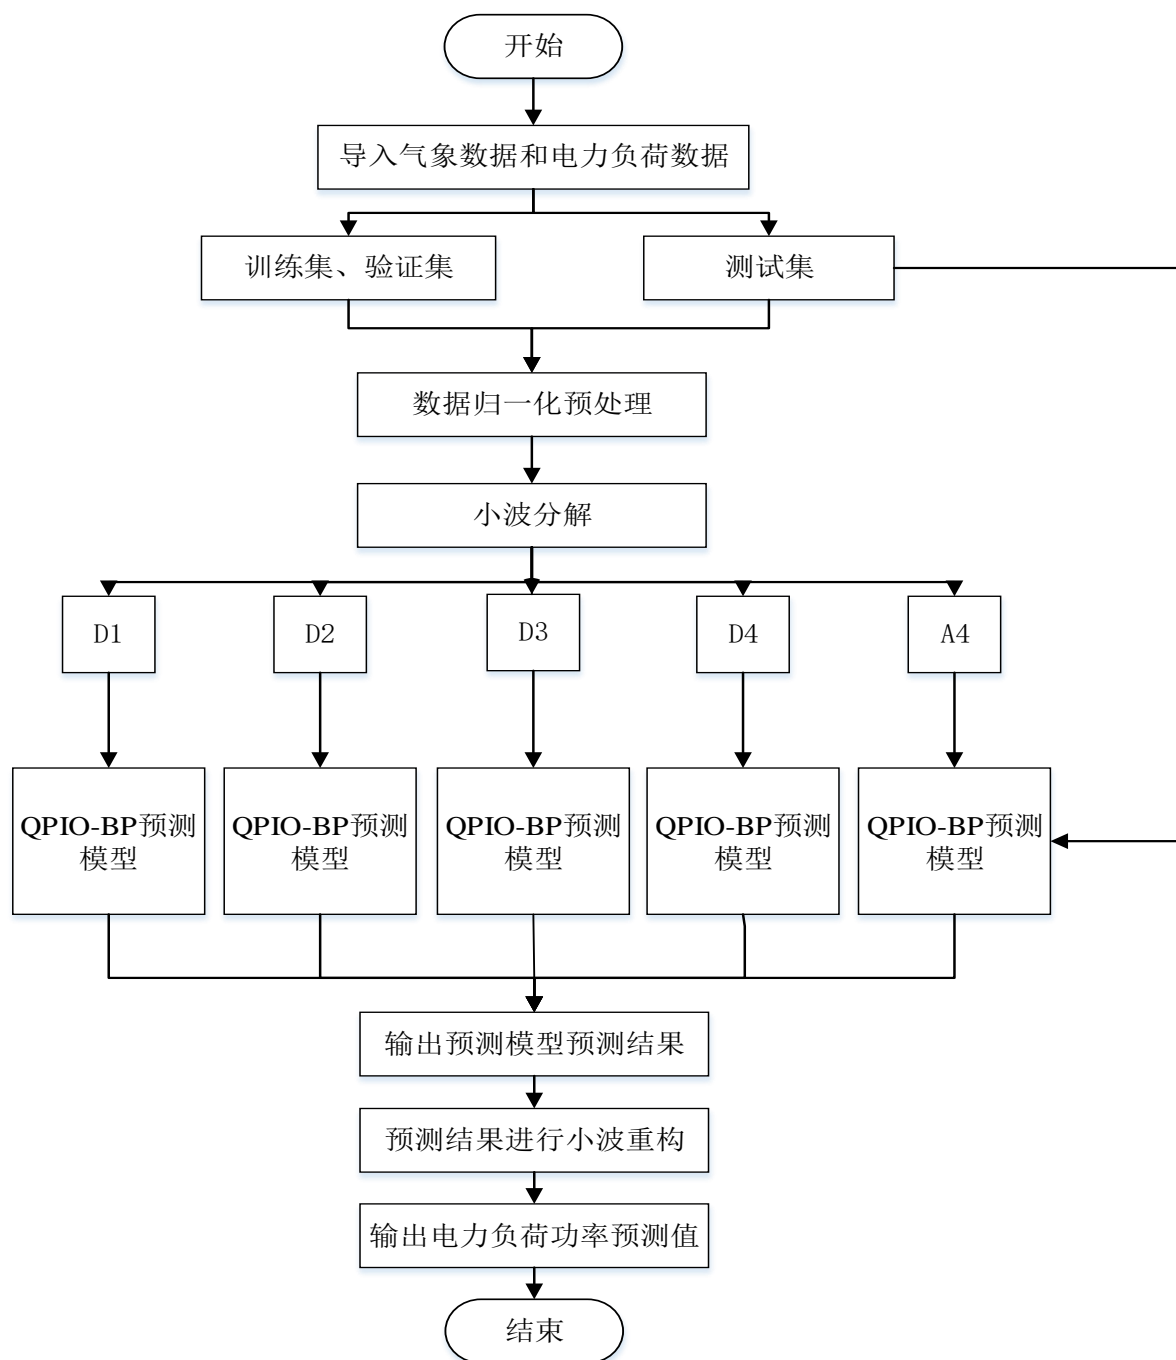 开始
导入气象数据和电力负荷数据
训练集、验证集
测试集
数据归一化预处理
小波分解
D1
D2
D3
D4
A4
QPIO-BP预测
模型
QPIO-BP预测
模型
QPIO-BP预测
模型
QPIO-BP预测
模型
QPIO-BP预测
模型
输出预测模型预测结果
预测结果进行小波重构
输出电力负荷功率预测值
结束